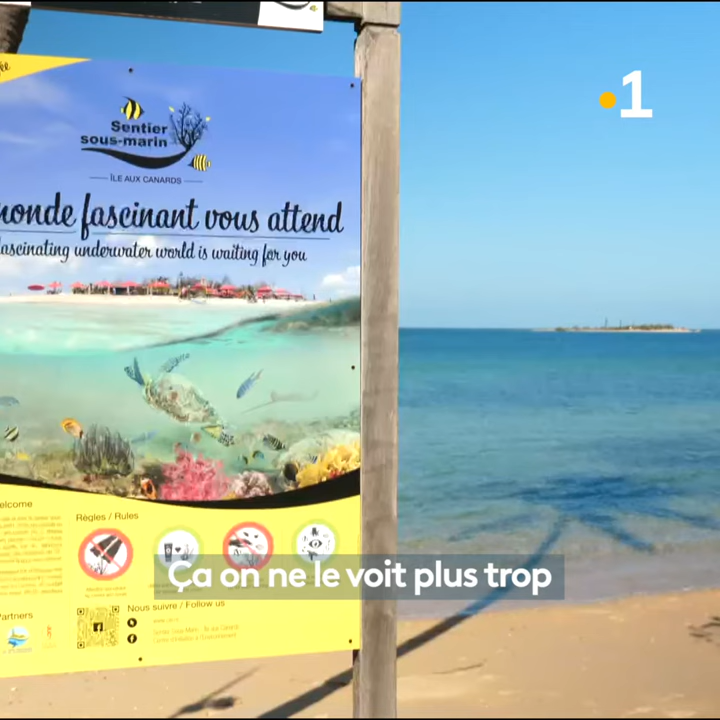 1
Sentier
sous-marin
ÎLE AUX CANARDS
monde fascinant vous attend
fascinating underwater world is waiting for you
Règles / Rules
Ça on ne le voit plus trop
Partners
Nous suivre / Follow us